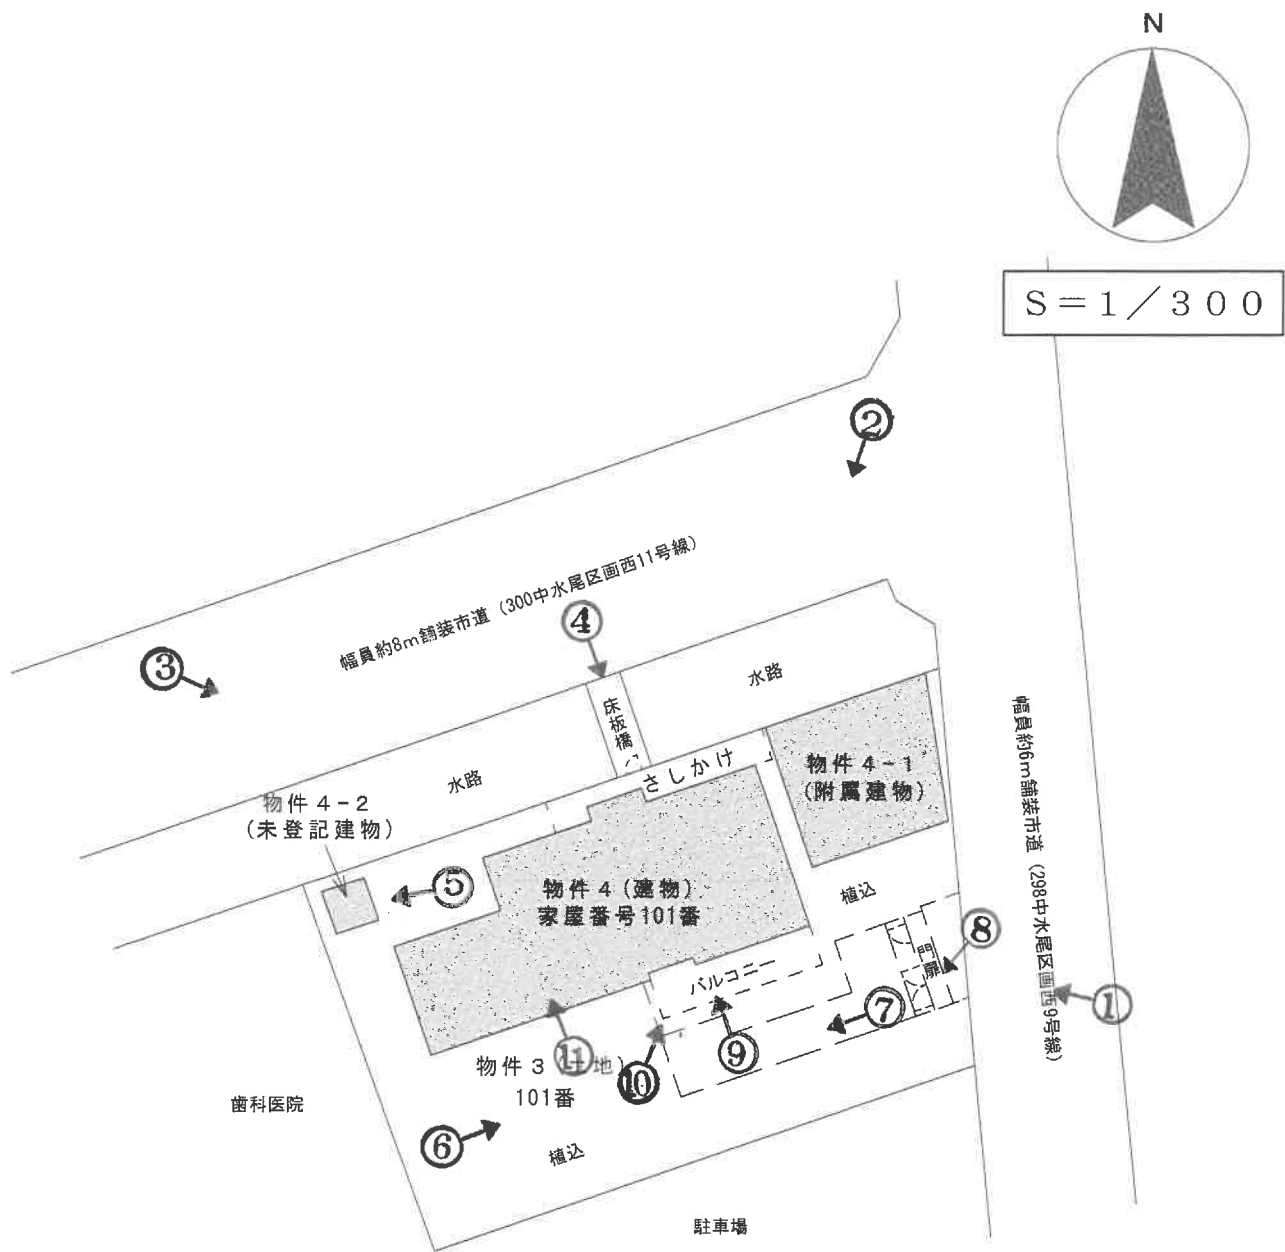 N
S＝1／300
②
幅員約8m舗装市道（300中水尾区画西11号線）
④
③
水路
床板橋
さしかけ
物件4-1
（附属建物）
幅員約6m舗装市道（298中水尾区画西9号線）
水路
物件4-2
（未登記建物）
⑤
物件4（建物）
家屋番号101番
植込
⑧
門扉
バルコニー
⑦
①
⑨
⑪
⑩
物件3（土地）
101番
歯科医院
⑥
植込
駐車場